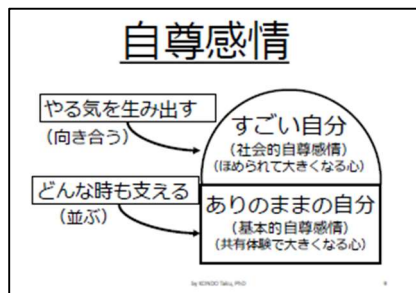 自尊感情
やる気を生み出す
(向き合う)
すごい自分
(社会的自尊感情)
(ほめられて大きくなる心)
どんな時も支える
(並ぶ)
ありのままの自分
(基本的自尊感情)
(共有体験で大きくなる心)
by KONDO Taku, PhD